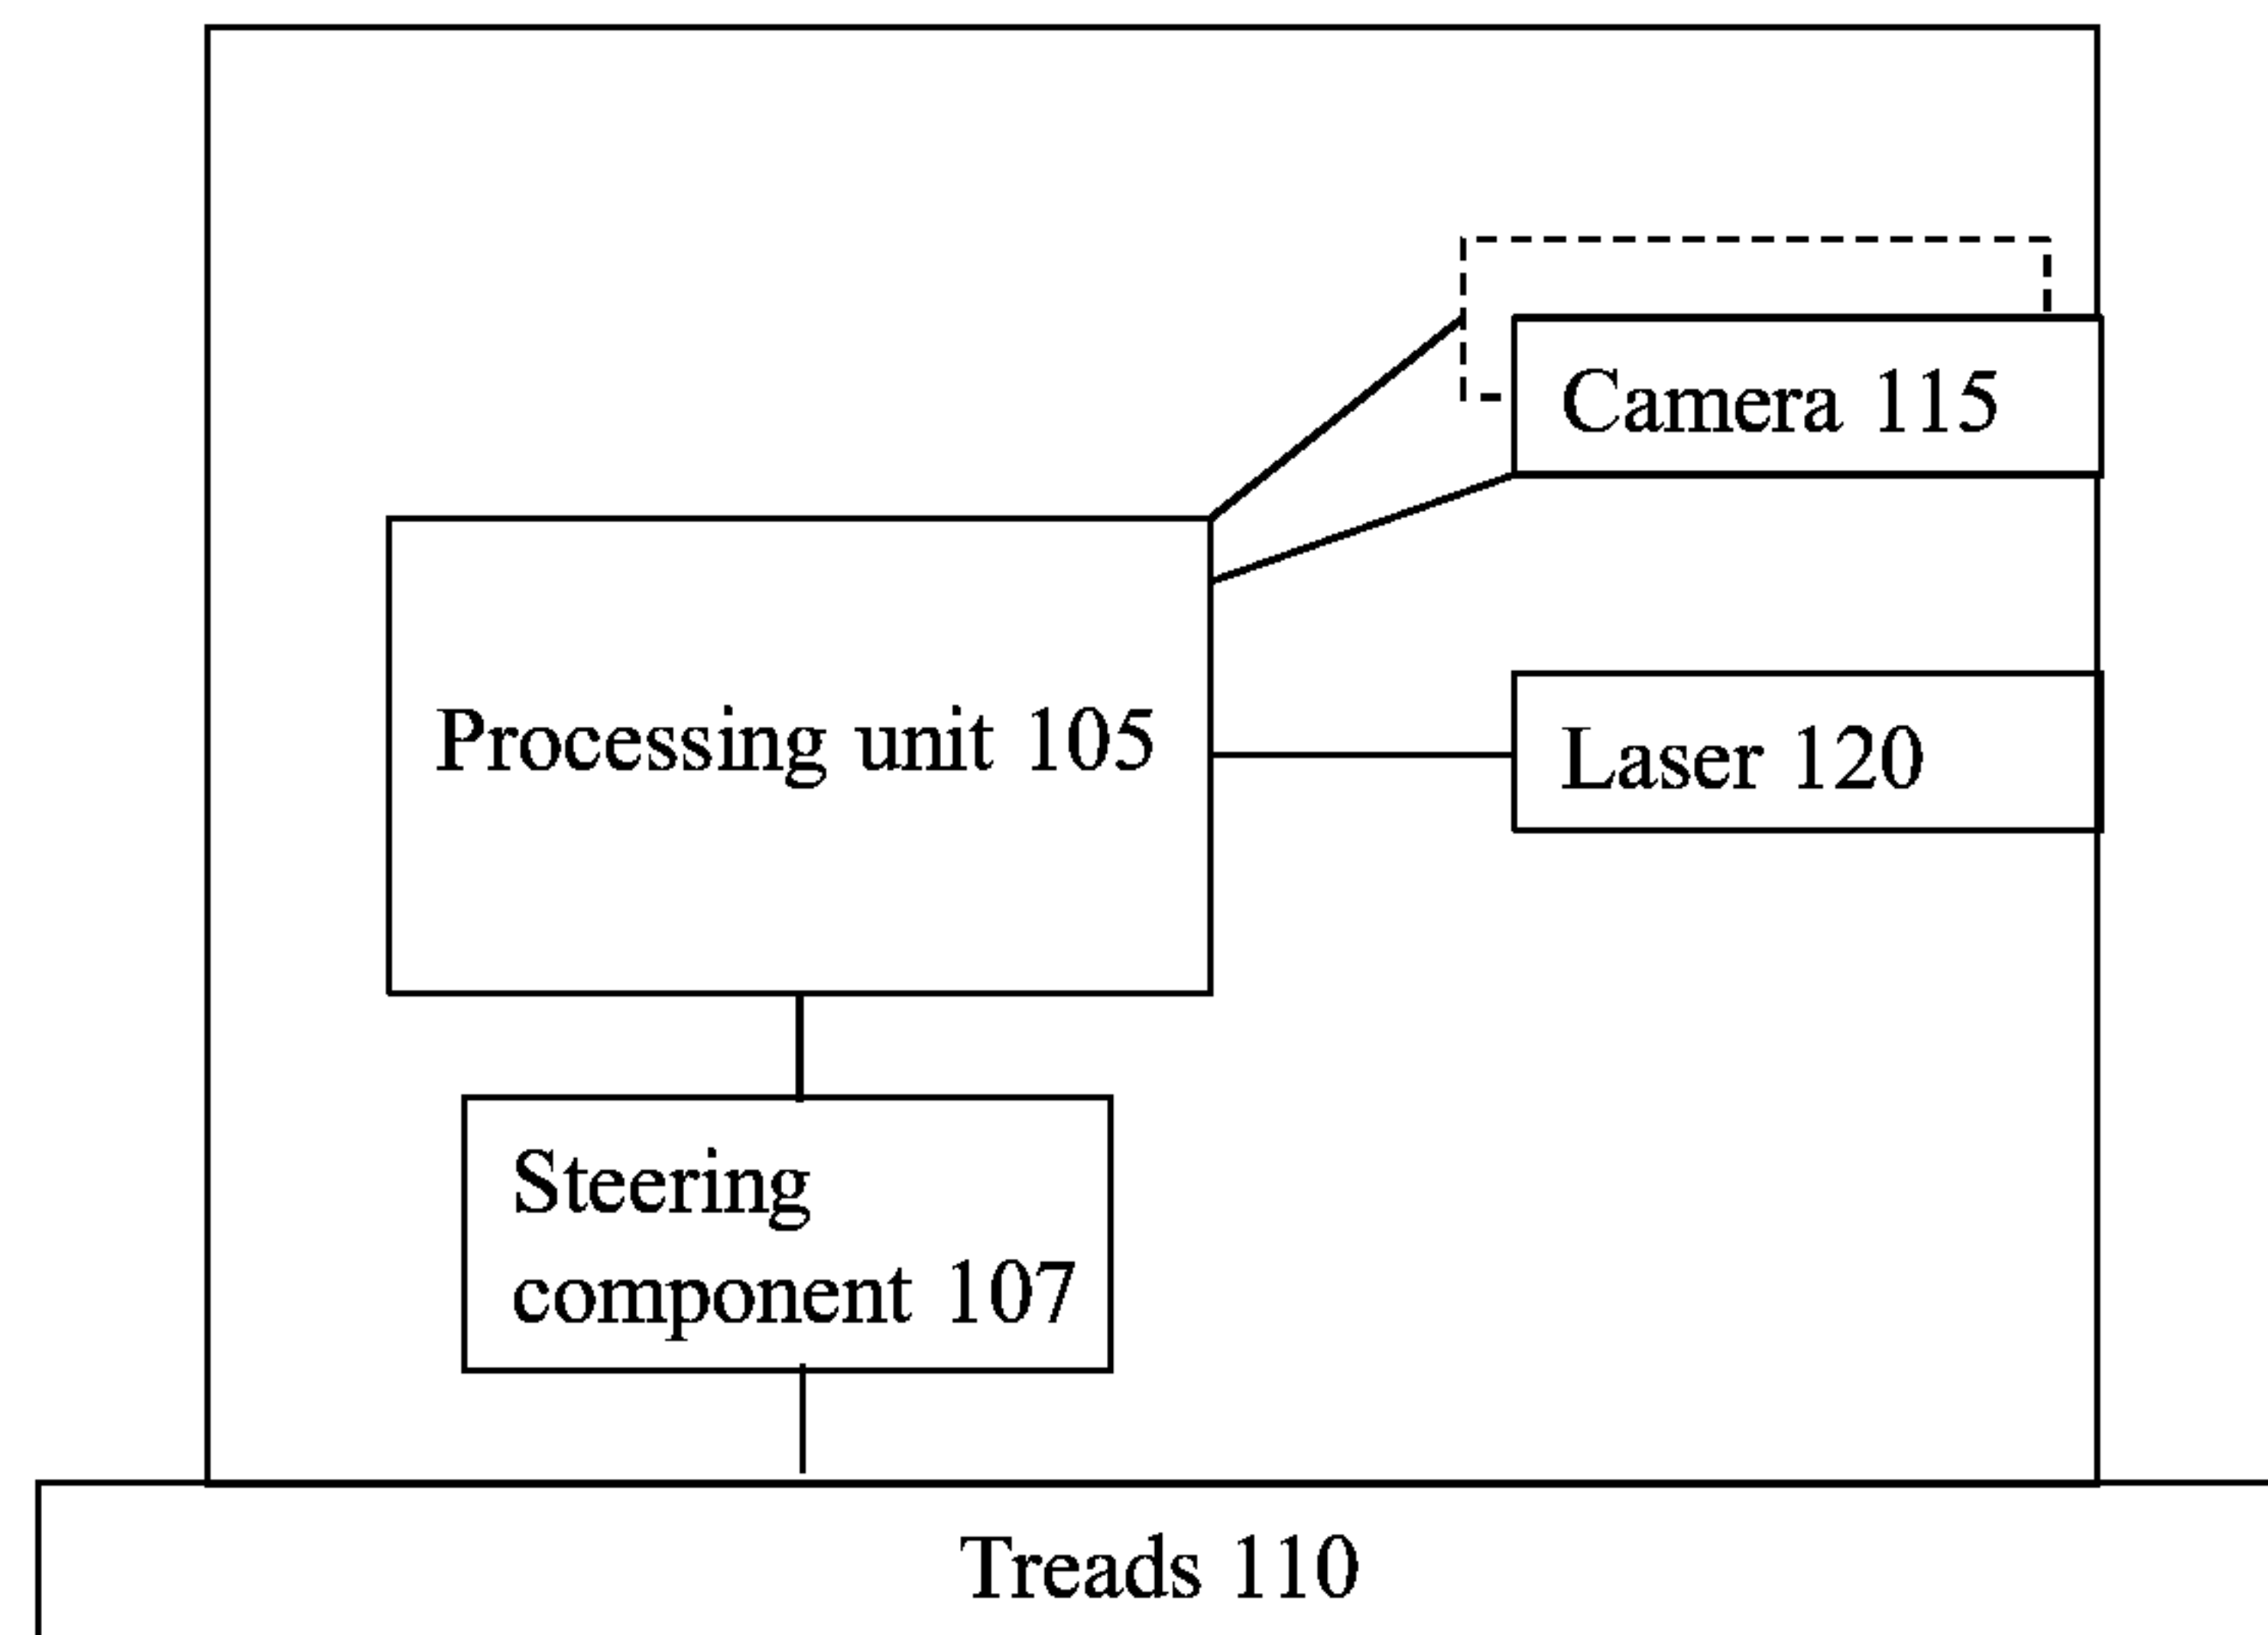 Camera 115
Processing unit 105
Laser 120
Steering
component 107
Treads 110